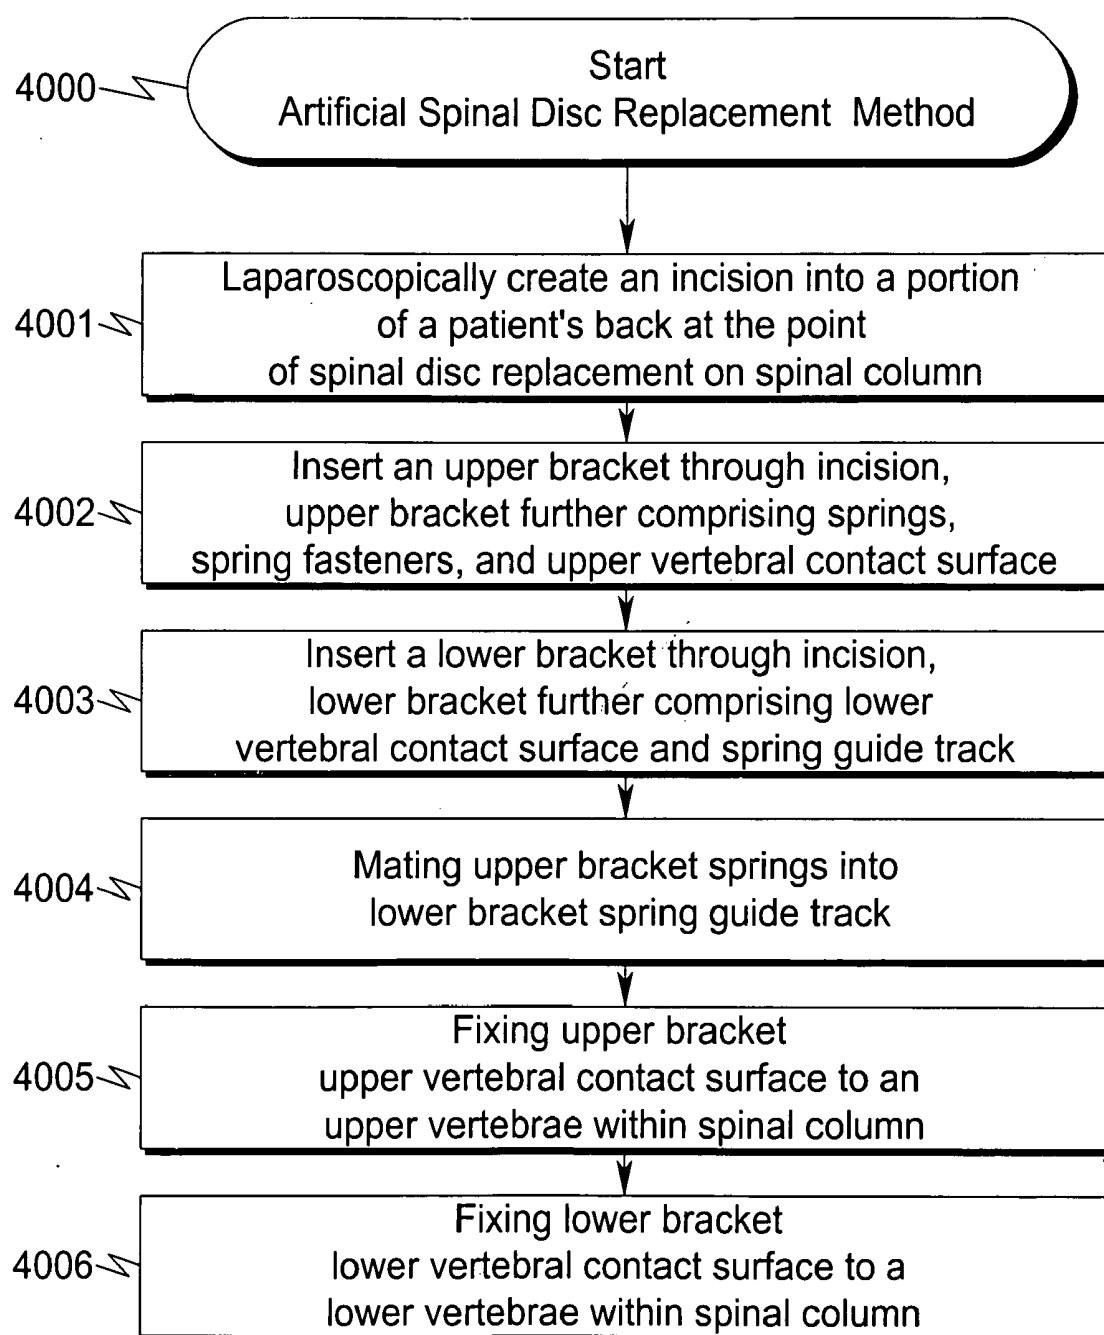 4000
Start
Artificial Spinal Disc Replacement Method
4001
Laparoscopically create an incision into a portion
of a patient's back at the point
of spinal disc replacement on spinal column
4002
Insert an upper bracket through incision,
upper bracket further comprising springs,
spring fasteners, and upper vertebral contact surface
4003
Insert a lower bracket through incision,
lower bracket further comprising lower
vertebral contact surface and spring guide track
4004
Mating upper bracket springs into
lower bracket spring guide track
4005
Fixing upper bracket
upper vertebral contact surface to an
upper vertebrae within spinal column
4006
Fixing lower bracket
lower vertebral contact surface to a
lower vertebrae within spinal column